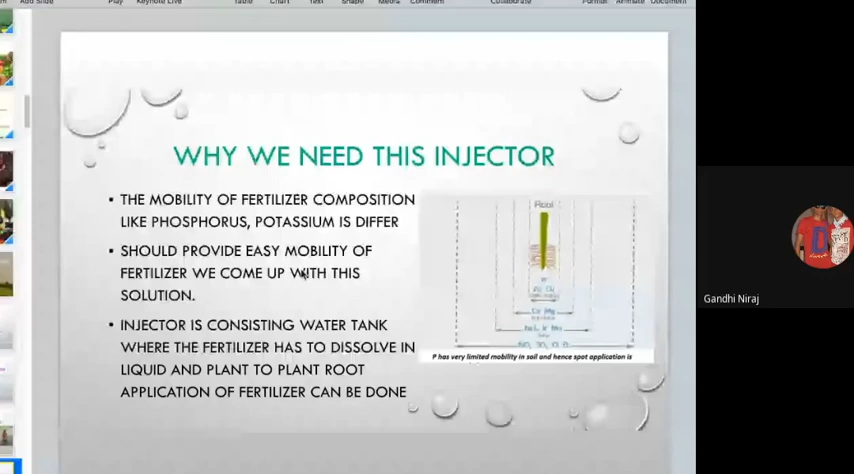 Add Slide Play Keynote Live Table Chart Text Shape Media Comment Collaborate Format Animate Document
WHY WE NEED THIS INJECTOR
• THE MOBILITY OF FERTILIZER COMPOSITION
LIKE PHOSPHORUS, POTASSIUM IS DIFFER
• SHOULD PROVIDE EASY MOBILITY OF
FERTILIZER WE COME UP WITH THIS
SOLUTION.
• INJECTOR IS CONSISTING WATER TANK
WHERE THE FERTILIZER HAS TO DISSOLVE IN
LIQUID AND PLANT TO PLANT ROOT
APPLICATION OF FERTILIZER CAN BE DONE
Root
P has very limited mobility in soil and hence spot application is
Gandhi Niraj